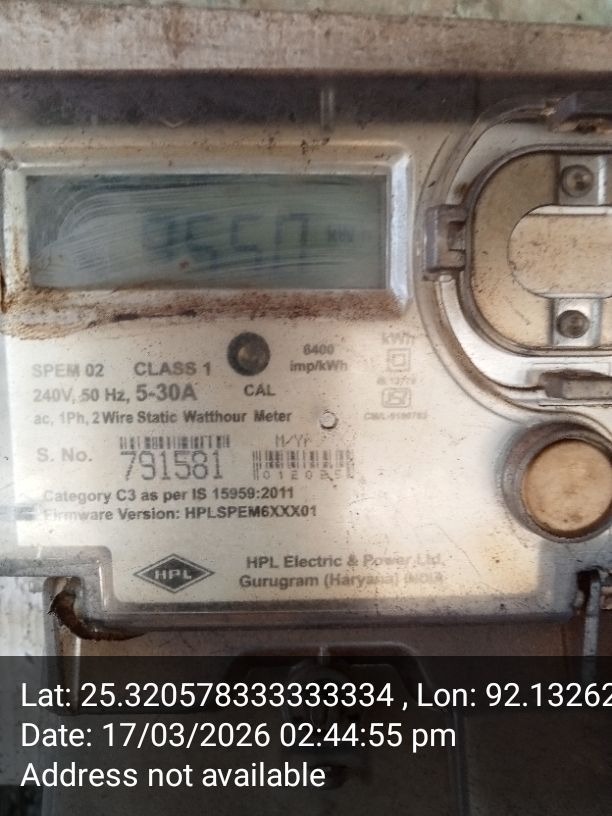 SPEM 02 CLASS 1
6400
imp/kWh
kWh
240V, 50 Hz, 5-30A
CAL
ac, 1Ph, 2 Wire Static Watthour Meter
S. No.
791581
M/YR
Category C3 as per IS 15959:2011
Firmware Version: HPLSPEM6XXX01
HPL
HPL Electric & Power Ltd.
Gurugram (Haryana) INDIA
Lat: 25.320578333333334 , Lon: 92.13262
Date: 17/03/2026 02:44:55 pm
Address not available